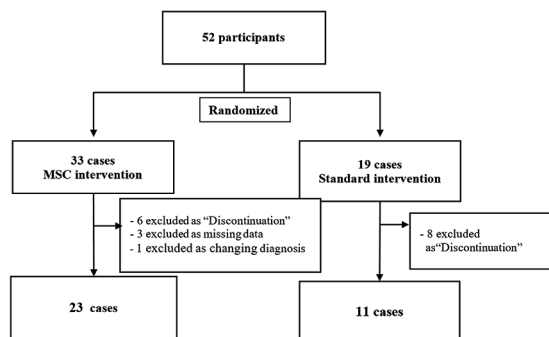 52 participants
Randomized
33 cases
MSC intervention
19 cases
Standard intervention
- 6 excluded as “Discontinuation”
- 3 excluded as missing data
- 1 excluded as changing diagnosis
- 8 excluded
as“Discontinuation”
23 cases
11 cases